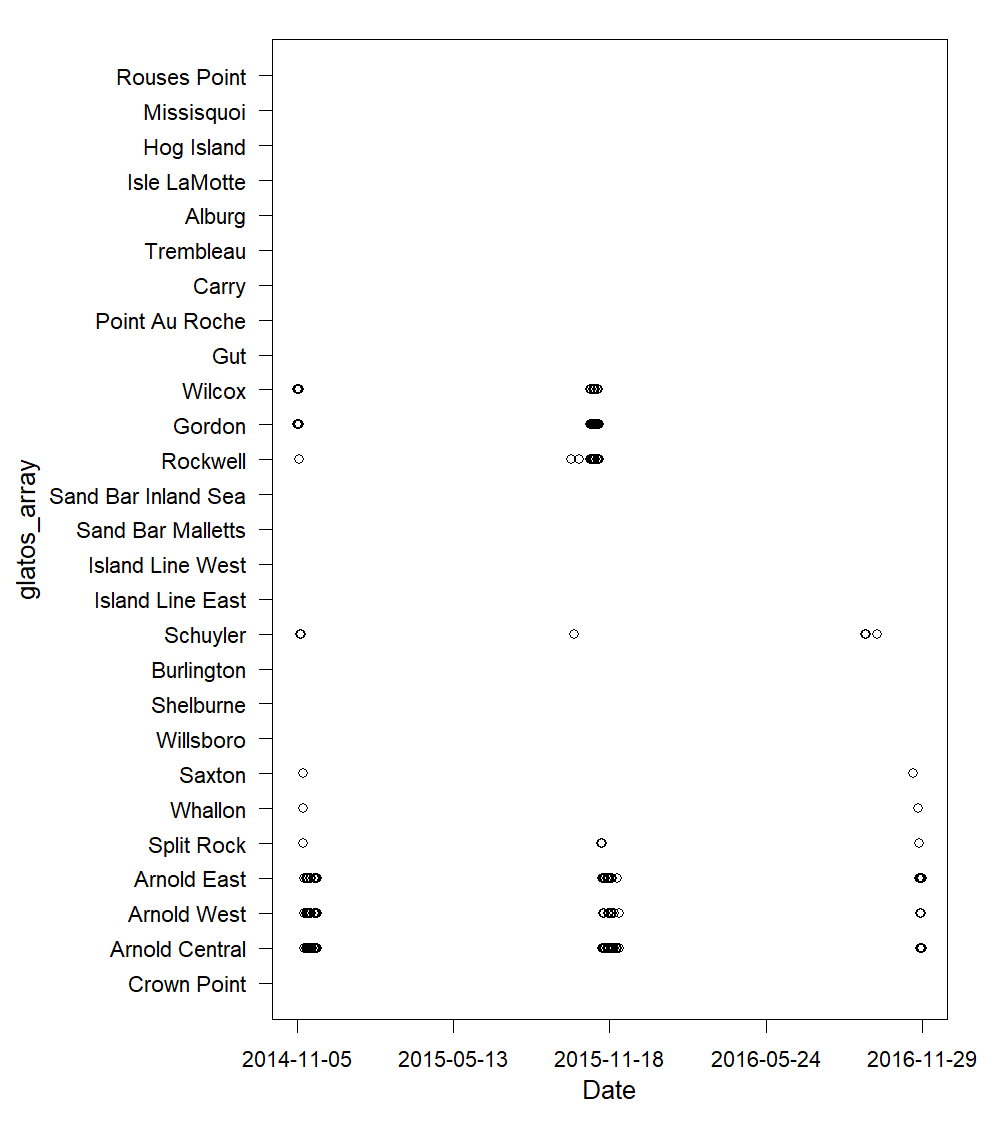 Rouses Point
Missisquoi
Hog Island
Isle LaMotte
Alburg
Trembleau
Carry
Point Au Roche
Gut
Wilcox
Gordon
Rockwell
Sand Bar Inland Sea
Sand Bar Malletts
Island Line West
Island Line East
Schuyler
Burlington
Shelburne
Willsboro
Saxton
Whallon
Split Rock
Arnold East
Arnold West
Arnold Central
Crown Point
glatos_array
2014-11-05 2015-05-13 2015-11-18 2016-05-24 2016-11-29
Date